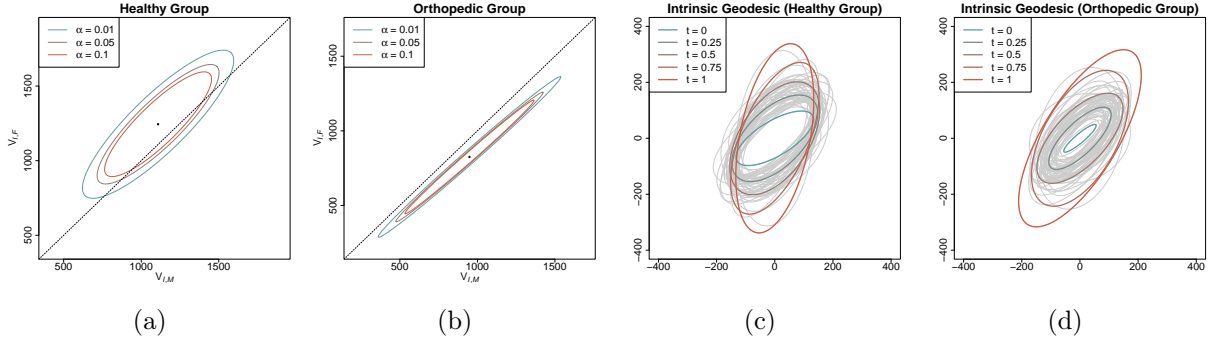 Healthy Group
α = 0.01
α = 0.05
α = 0.1
1500
1000
500
V_{I,F}
500 1000 1500
V_{I,M}
(a)
Orthopedic Group
α = 0.01
α = 0.05
α = 0.1
1500
1000
500
V_{I,F}
500 1000 1500
V_{I,M}
(b)
Intrinsic Geodesic (Healthy Group)
t = 0
t = 0.25
t = 0.5
t = 0.75
t = 1
400
200
0
−200
−400
−400 −200 0 200 400
(c)
Intrinsic Geodesic (Orthopedic Group)
t = 0
t = 0.25
t = 0.5
t = 0.75
t = 1
400
200
0
−200
−400
−400 −200 0 200 400
(d)